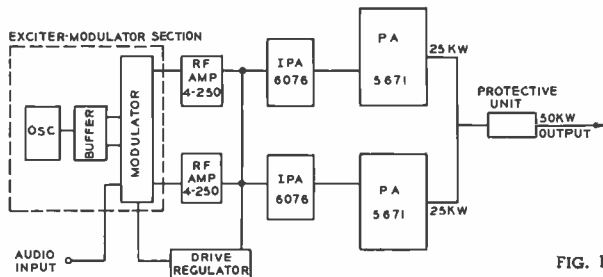 EXCITER-MODULATOR SECTION
OSC
BUFFER
MODULATOR
RF
AMP
4-250
IPA
6076
PA
5671
25KW
PROTECTIVE
UNIT
50KW
OUTPUT
RF
AMP
4-250
IPA
6076
PA
5671
25KW
AUDIO
INPUT
DRIVE
REGULATOR
FIG. 1